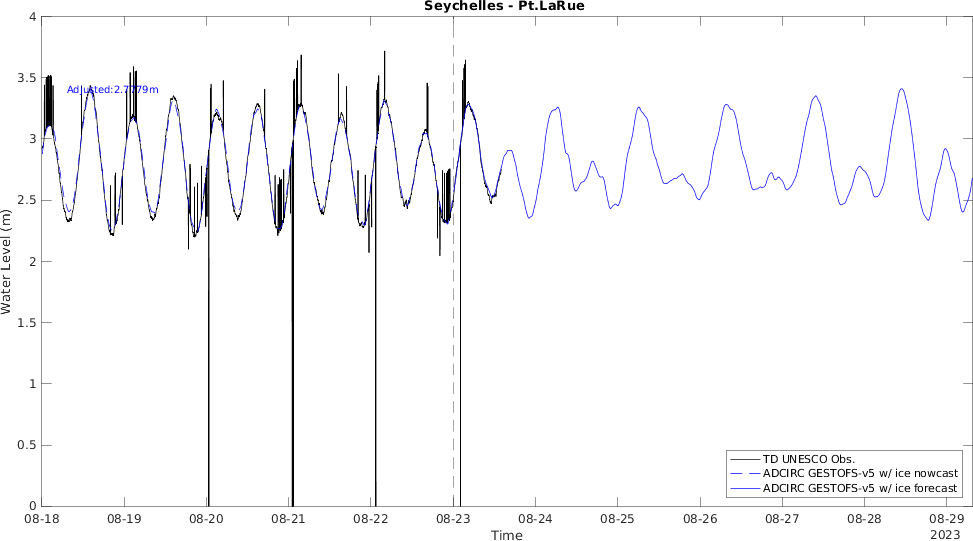 Seychelles - Pt.LaRue
Water Level (m)
4
3.5
3
2.5
2
1.5
1
0.5
0
Adjusted:2.7779m
TD UNESCO Obs.
ADCIRC GESTOFS-v5 w/ ice nowcast
ADCIRC GESTOFS-v5 w/ ice forecast
08-18 08-19 08-20 08-21 08-22 08-23 08-24 08-25 08-26 08-27 08-28 08-29
Time 2023